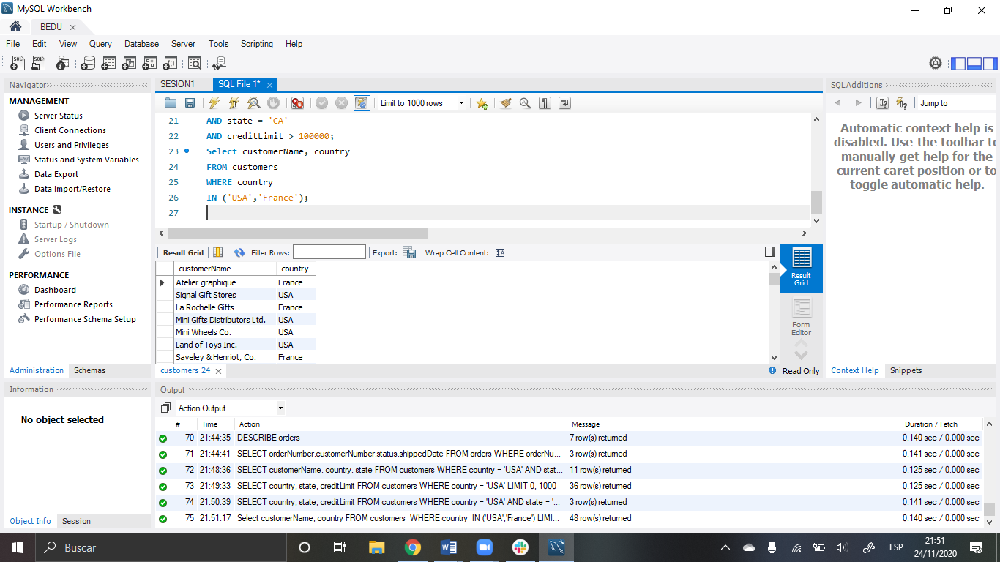 MySQL Workbench
BEDU
File Edit View Query Database Server Tools Scripting Help
Navigator
MANAGEMENT
Server Status
Client Connections
Users and Privileges
Status and System Variables
Data Export
Data Import/Restore
INSTANCE
Startup / Shutdown
Server Logs
Options File
PERFORMANCE
Dashboard
Performance Reports
Performance Schema Setup
Administration Schemas
Information
No object selected
Object Info Session
SESION1 SQL File 1*
Limit to 1000 rows
21 AND state = 'CA'
22 AND creditLimit > 100000;
23 Select customerName, country
24 FROM customers
25 WHERE country
26 IN ('USA','France');
27
Result Grid Filter Rows: Export: Wrap Cell Content:
customerName country
Atelier graphique France
Signal Gift Stores USA
La Rochelle Gifts France
Mini Gifts Distributors Ltd. USA
Mini Wheels Co. USA
Land of Toys Inc. USA
Saveley & Henriot, Co. France
Result
Grid
Form
Editor
customers 24
Read Only
SQLAdditions
Jump to
Automatic context help is
disabled. Use the toolbar to
manually get help for the
current caret position or to
toggle automatic help.
Context Help Snippets
Output
Action Output
# Time Action Message Duration / Fetch
70 21:44:35 DESCRIBE orders 7 row(s) returned 0.140 sec / 0.000 sec
71 21:44:41 SELECT orderNumber,customerNumber,status,shippedDate FROM orders WHERE orderNu... 3 row(s) returned 0.141 sec / 0.000 sec
72 21:48:36 SELECT customerName, country, state FROM customers WHERE country = 'USA' AND stat... 11 row(s) returned 0.125 sec / 0.000 sec
73 21:49:33 SELECT country, state, creditLimit FROM customers WHERE country = 'USA' LIMIT 0, 1000 36 row(s) returned 0.125 sec / 0.000 sec
74 21:50:39 SELECT country, state, creditLimit FROM customers WHERE country = 'USA' AND state = '... 3 row(s) returned 0.141 sec / 0.000 sec
75 21:51:17 Select customerName, country FROM customers WHERE country IN ('USA','France') LIMI... 48 row(s) returned 0.140 sec / 0.000 sec
Buscar
ESP
21:51
24/11/2020